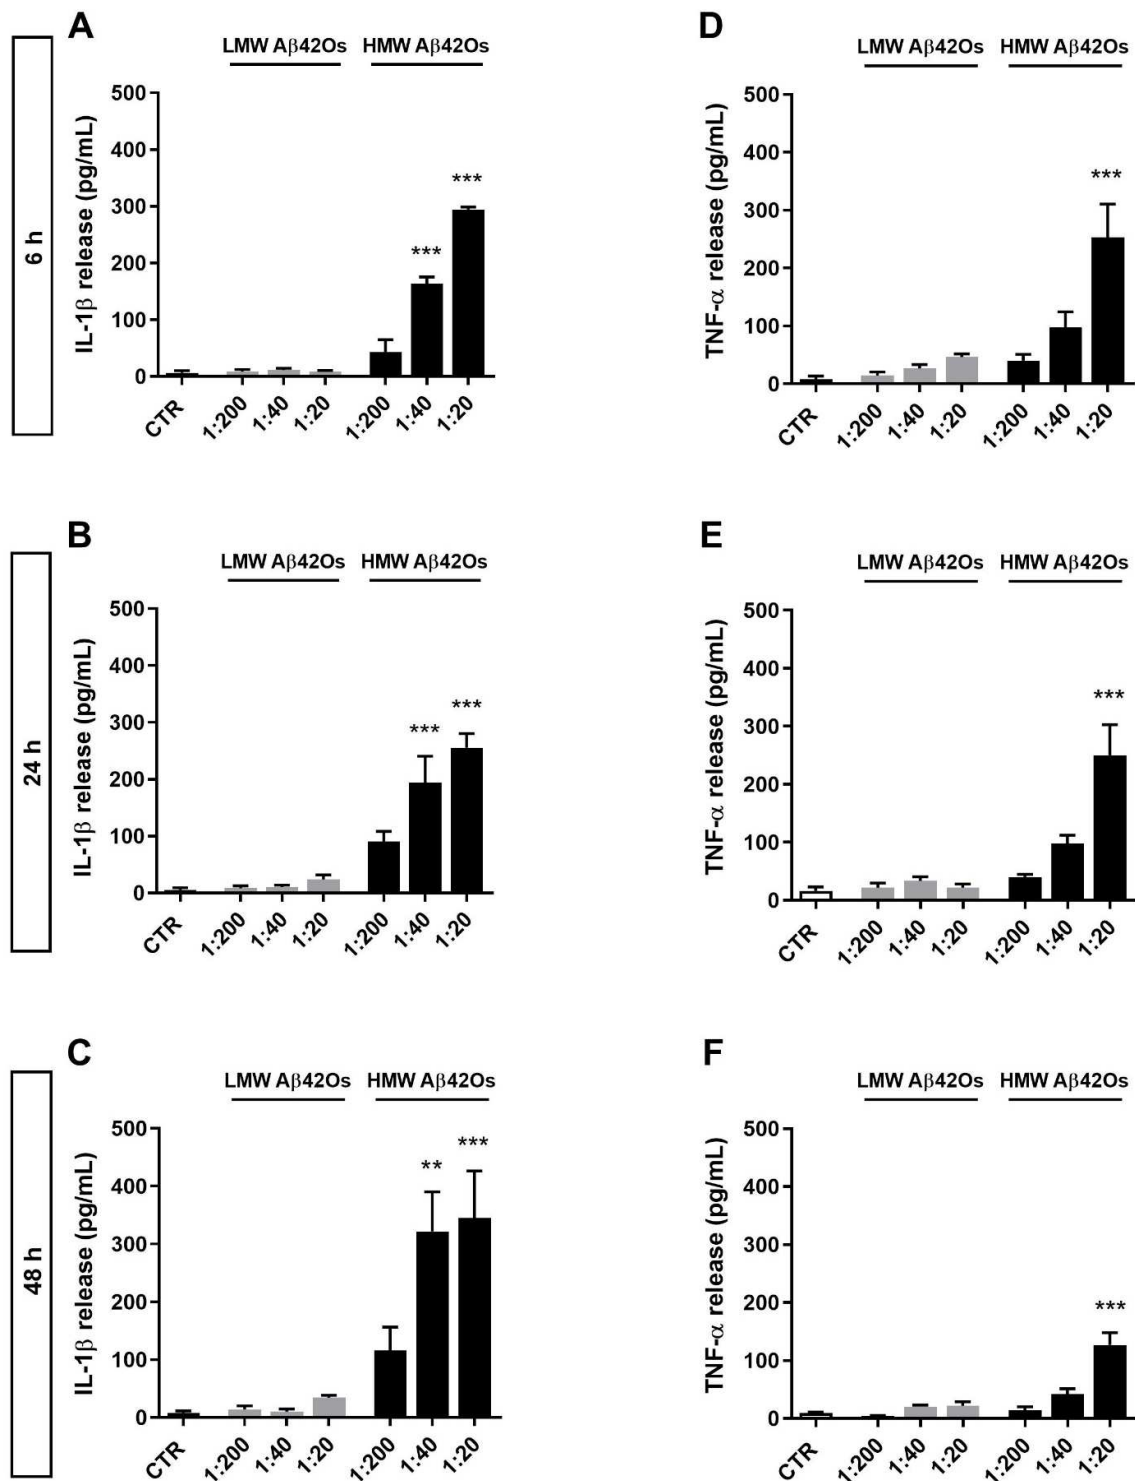 A
LMW Aβ42Os HMW Aβ42Os
6 h
IL-1β release (pg/mL)
500
400
300
200
100
0
***
***
CTR 1:200 1:40 1:20 1:200 1:40 1:20
D
LMW Aβ42Os HMW Aβ42Os
TNF-α release (pg/mL)
500
400
300
200
100
0
***
CTR 1:200 1:40 1:20 1:200 1:40 1:20
B
LMW Aβ42Os HMW Aβ42Os
24 h
IL-1β release (pg/mL)
500
400
300
200
100
0
*** ***
CTR 1:200 1:40 1:20 1:200 1:40 1:20
E
LMW Aβ42Os HMW Aβ42Os
TNF-α release (pg/mL)
500
400
300
200
100
0
***
CTR 1:200 1:40 1:20 1:200 1:40 1:20
C
LMW Aβ42Os HMW Aβ42Os
48 h
IL-1β release (pg/mL)
500
400
300
200
100
0
** ***
CTR 1:200 1:40 1:20 1:200 1:40 1:20
F
LMW Aβ42Os HMW Aβ42Os
TNF-α release (pg/mL)
500
400
300
200
100
0
***
CTR 1:200 1:40 1:20 1:200 1:40 1:20